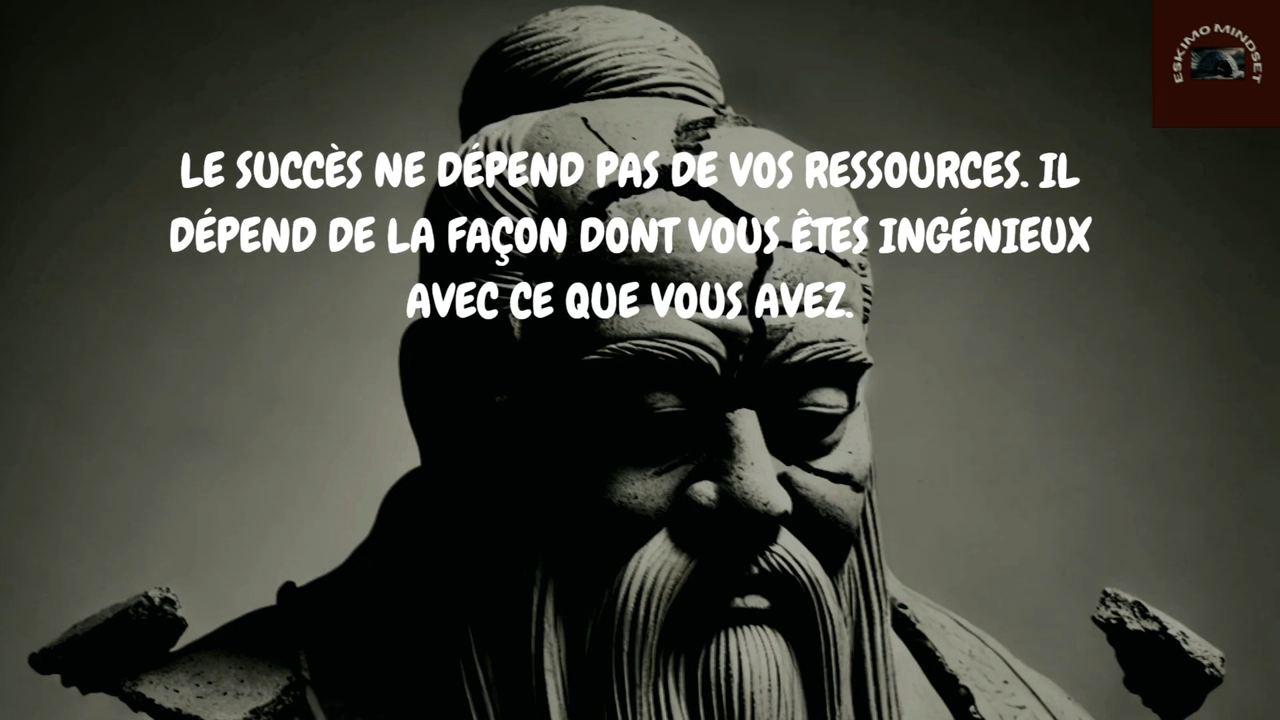 ESKIMO MINDSET
LE SUCCÈS NE DÉPEND PAS DE VOS RESSOURCES. IL
DÉPEND DE LA FAÇON DONT VOUS ÊTES INGÉNIEUX
AVEC CE QUE VOUS AVEZ.